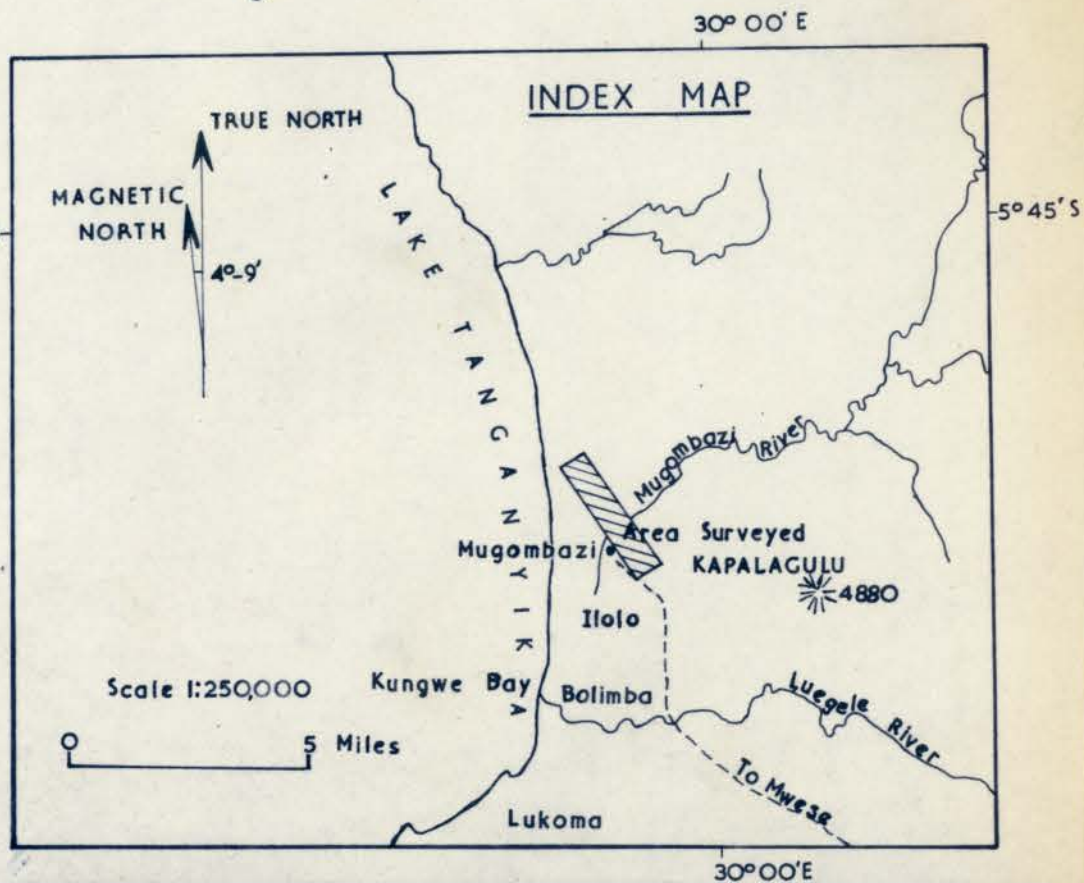 30° 00' E
INDEX MAP
TRUE NORTH
MAGNETIC
NORTH
5° 45' S
4°-9'
LAKE TANGANYIKA
Mugombazi River
Area Surveyed
Mugombazi
KAPALAGULU
4880
Ilolo
Scale 1:250,000
Kungwe Bay
Bolimba
Luegele River
0 5 Miles
To Mwese
Lukoma
30° 00'E